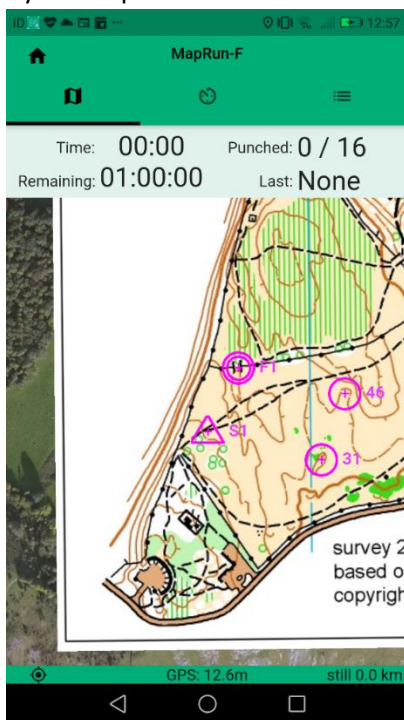 iD
12:57
MapRun-F
Time: 00:00 Punched: 0 / 16
Remaining: 01:00:00 Last: None
F1
46
S1
31
survey 2
based o
copyrigh
GPS: 12.6m still 0.0 km